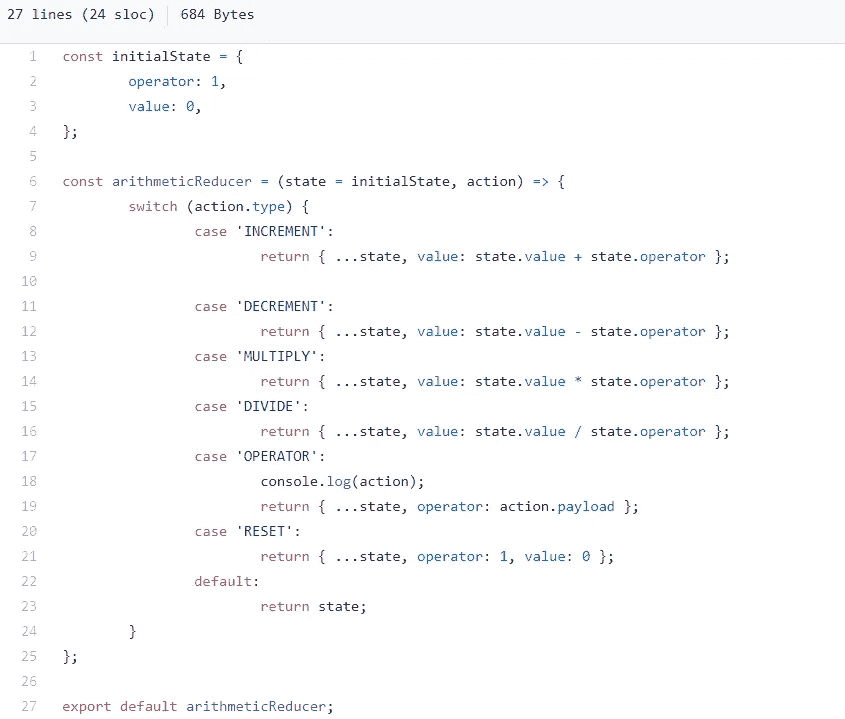 27 lines (24 sloc) 684 Bytes
1 const initialState = {
2 operator: 1,
3 value: 0,
4 };
5
6 const arithmeticReducer = (state = initialState, action) => {
7 switch (action.type) {
8 case 'INCREMENT':
9 return { ...state, value: state.value + state.operator };
10
11 case 'DECREMENT':
12 return { ...state, value: state.value - state.operator };
13 case 'MULTIPLY':
14 return { ...state, value: state.value * state.operator };
15 case 'DIVIDE':
16 return { ...state, value: state.value / state.operator };
17 case 'OPERATOR':
18 console.log(action);
19 return { ...state, operator: action.payload };
20 case 'RESET':
21 return { ...state, operator: 1, value: 0 };
22 default:
23 return state;
24 }
25 };
26
27 export default arithmeticReducer;